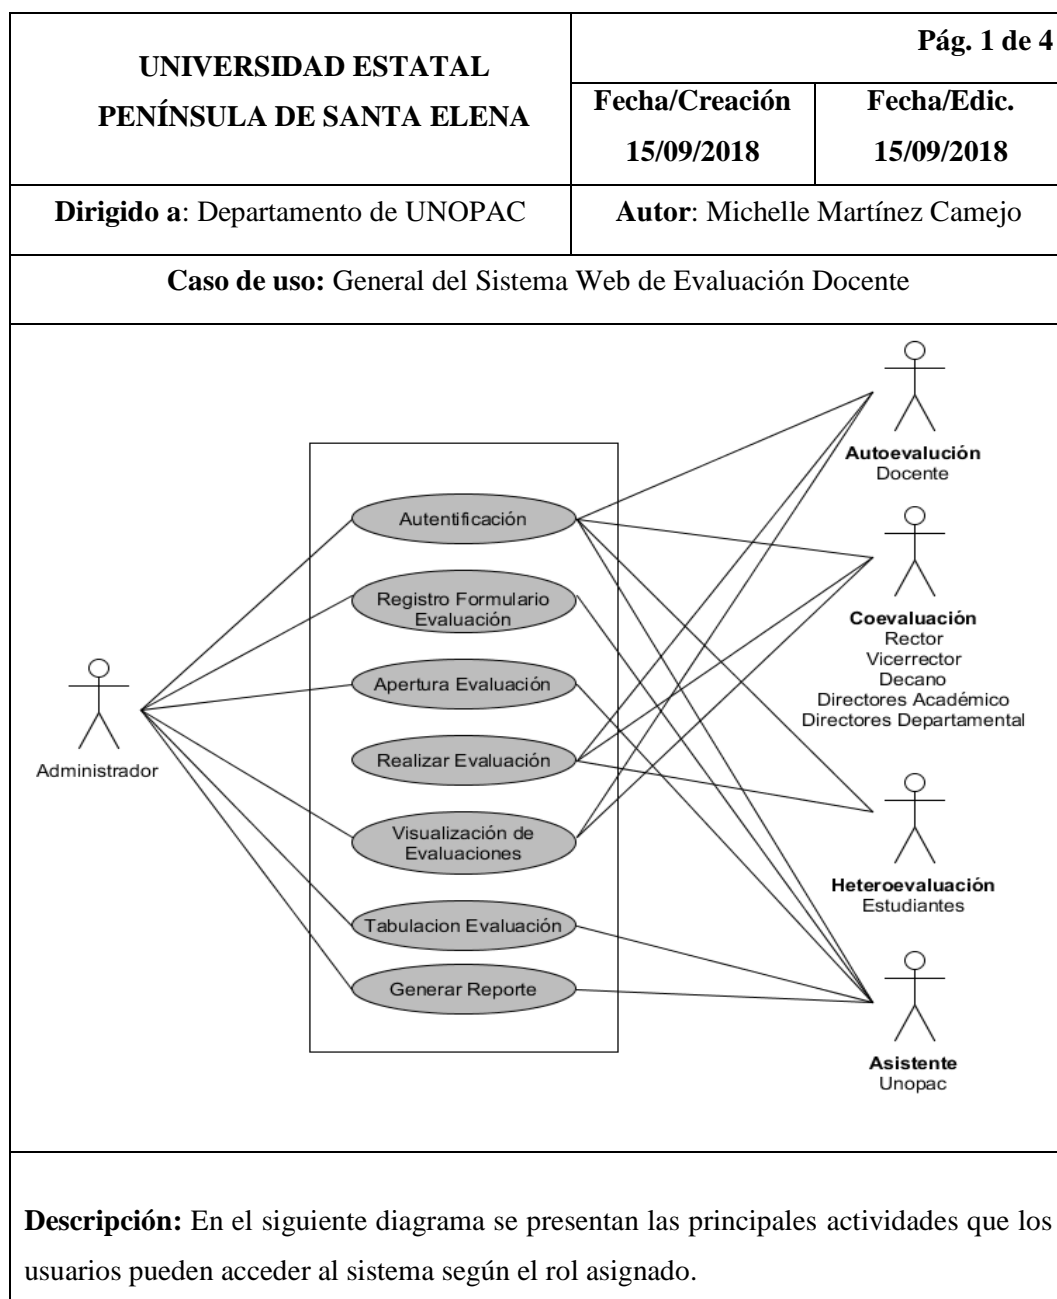 UNIVERSIDAD ESTATAL
PENÍNSULA DE SANTA ELENA
Pág. 1 de 4
Fecha/Creación
15/09/2018
Fecha/Edic.
15/09/2018
Dirigido a: Departamento de UNOPAC
Autor: Michelle Martínez Camejo
Caso de uso: General del Sistema Web de Evaluación Docente
Administrador
Autentificación
Registro Formulario
Evaluación
Apertura Evaluación
Realizar Evaluación
Visualización de
Evaluaciones
Tabulacion Evaluación
Generar Reporte
Autoevalución
Docente
Coevaluación
Rector
Vicerrector
Decano
Directores Académico
Directores Departamental
Heteroevaluación
Estudiantes
Asistente
Unopac
Descripción: En el siguiente diagrama se presentan las principales actividades que los
usuarios pueden acceder al sistema según el rol asignado.